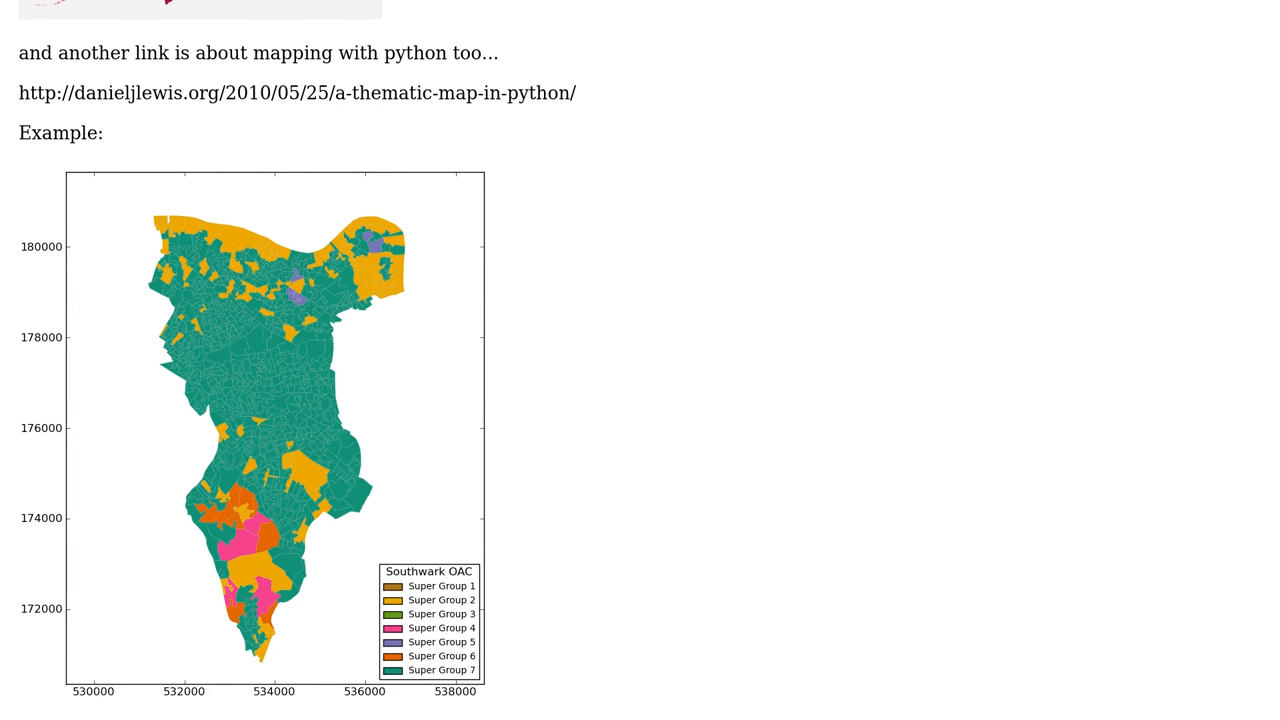 and another link is about mapping with python too...
http://danieljlewis.org/2010/05/25/a-thematic-map-in-python/
Example:
180000
178000
176000
174000
172000
530000 532000 534000 536000 538000
Southwark OAC
Super Group 1
Super Group 2
Super Group 3
Super Group 4
Super Group 5
Super Group 6
Super Group 7